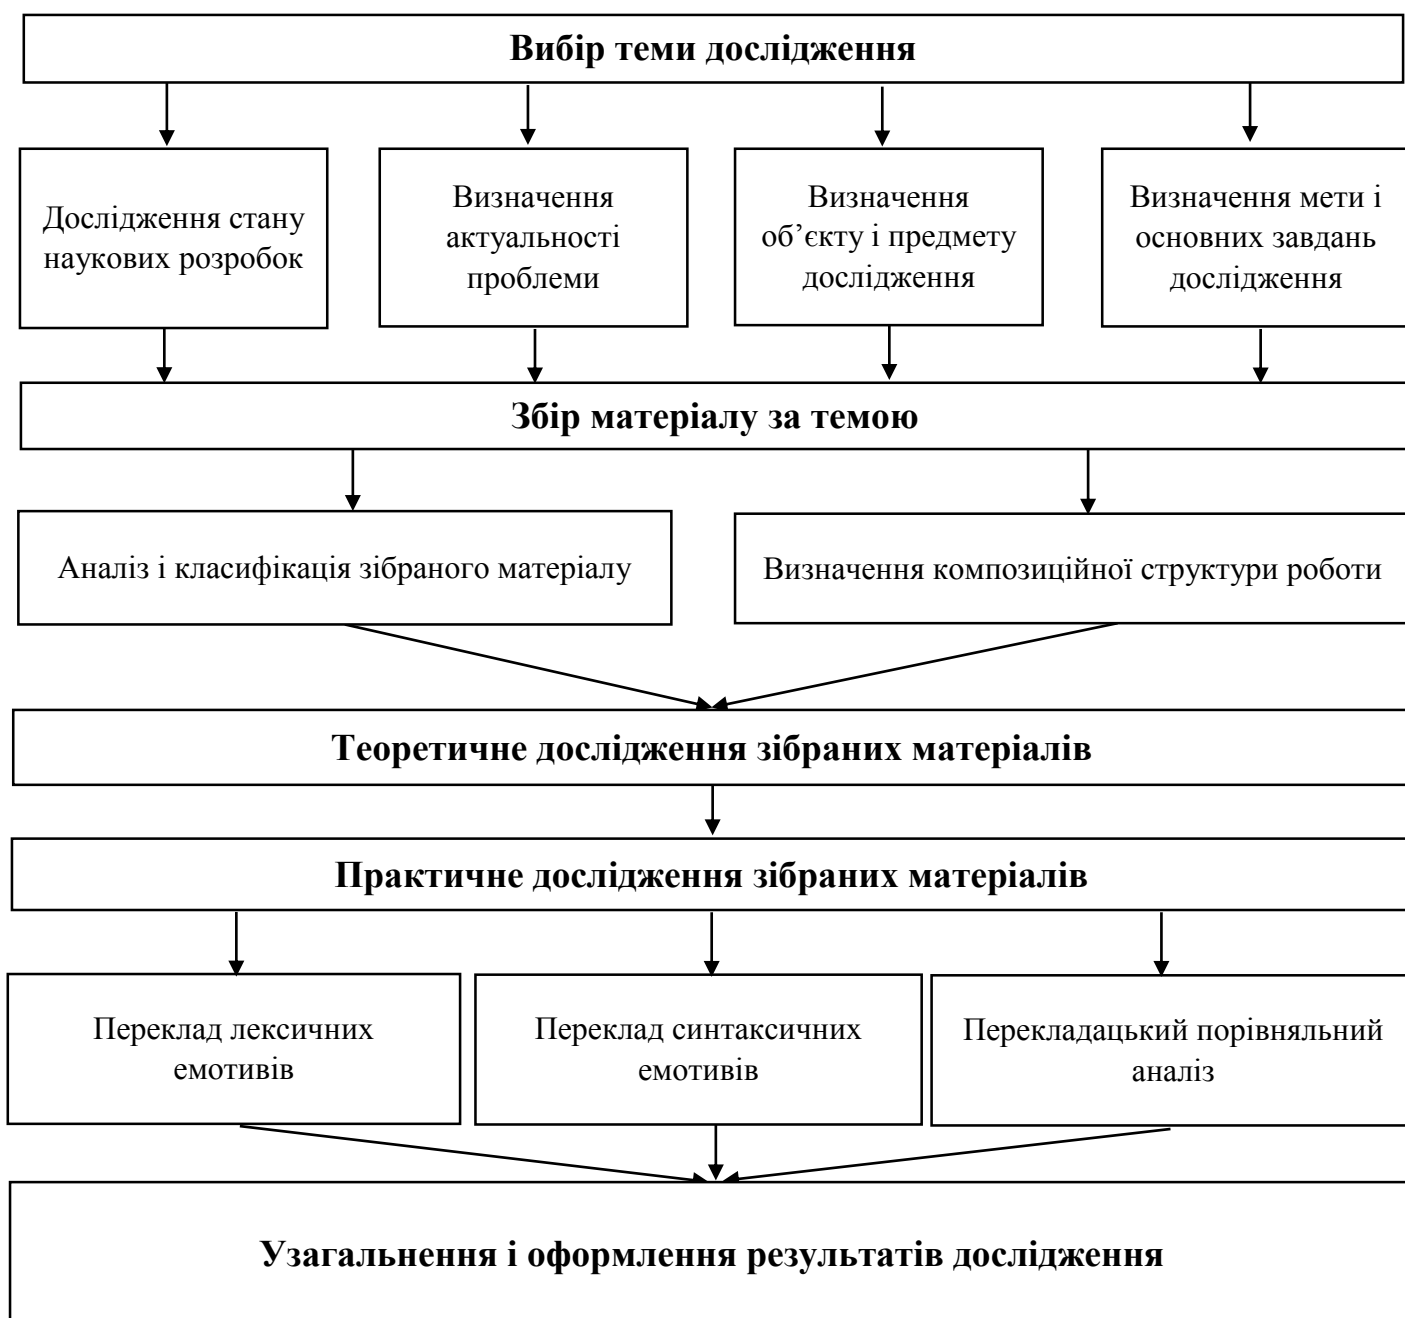 Вибір теми дослідження
Дослідження стану
наукових розробок
Визначення
актуальності
проблеми
Визначення
об’єкту і предмету
дослідження
Визначення мети і
основних завдань
дослідження
Збір матеріалу за темою
Аналіз і класифікація зібраного матеріалу
Визначення композиційної структури роботи
Теоретичне дослідження зібраних матеріалів
Практичне дослідження зібраних матеріалів
Переклад лексичних
емотивів
Переклад синтаксичних
емотивів
Перекладацький порівняльний
аналіз
Узагальнення і оформлення результатів дослідження